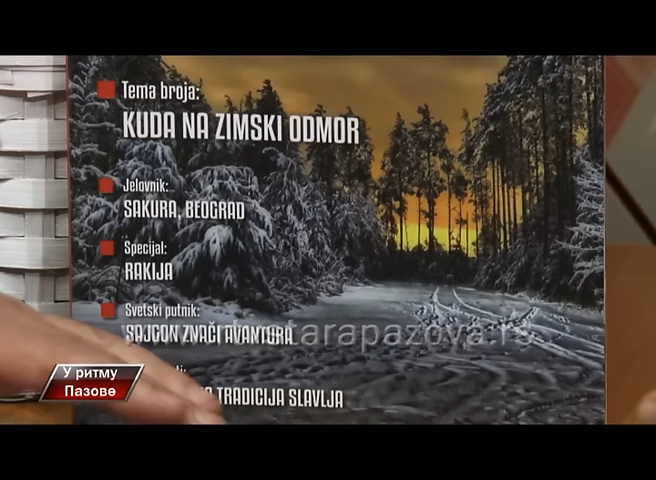 Tema broja:
KUDA NA ZIMSKI ODMOR
Jelovnik:
SAKURA, BEOGRAD
Specijal:
RAKIJA
Svetski putnik:
SAJGON ZNAČI AVANTURA
tarapazova.rs
TRADICIJA SLAVLJA
У ритму
Пазове